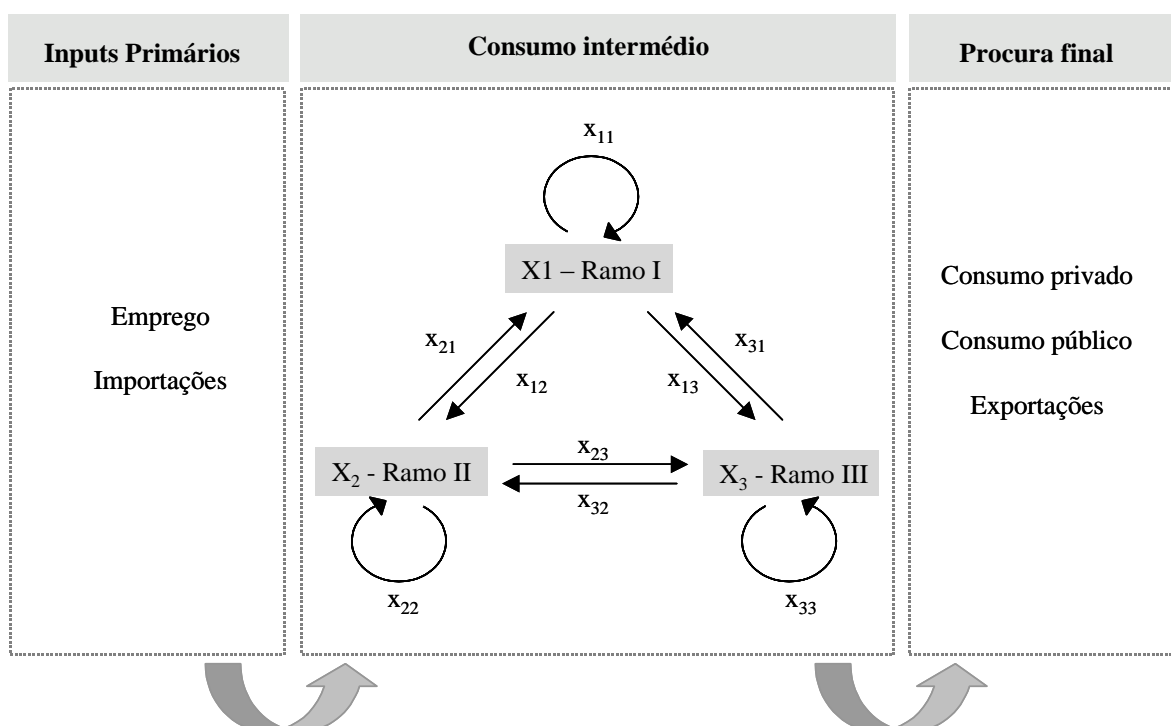 Inputs Primários
Consumo intermédio
Procura final
Emprego
Importações
x11
X1 – Ramo I
x21
x12
x13
x31
X2 - Ramo II
x23
x32
X3 - Ramo III
x22
x33
Consumo privado
Consumo público
Exportações